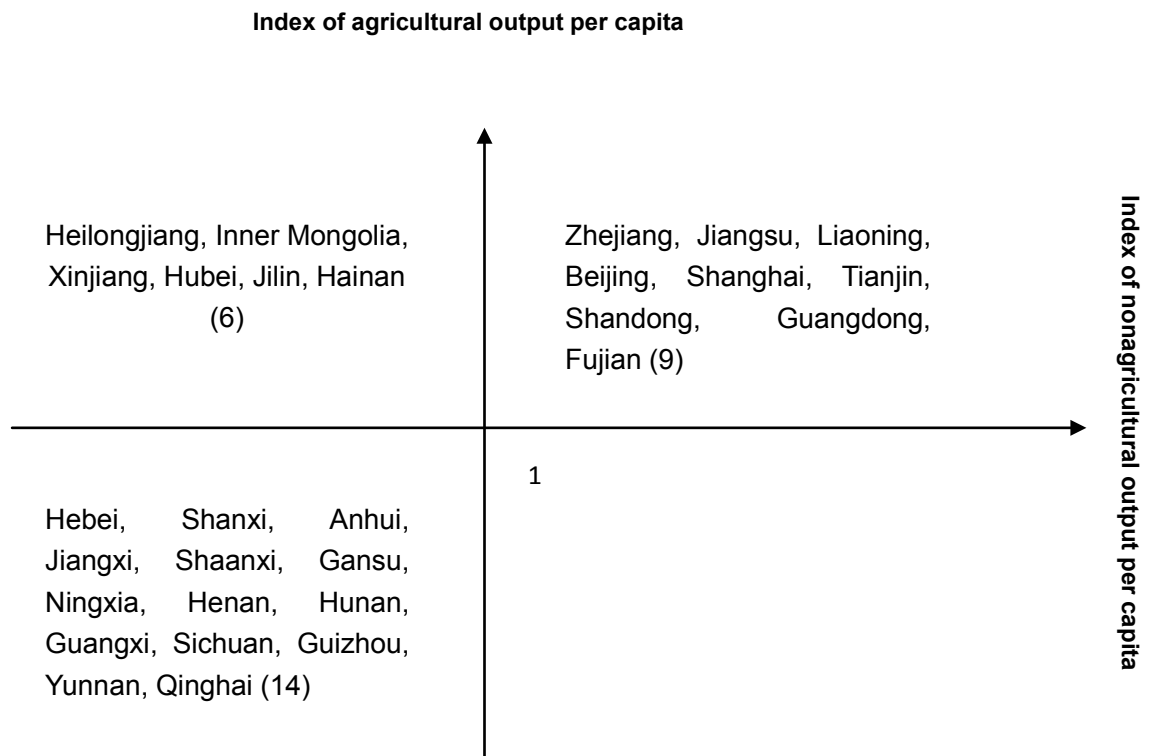 Index of agricultural output per capita
Heilongjiang, Inner Mongolia,
Xinjiang, Hubei, Jilin, Hainan
(6)
Zhejiang, Jiangsu, Liaoning,
Beijing, Shanghai, Tianjin,
Shandong, Guangdong,
Fujian (9)
Index of nonagricultural output per capita
1
Hebei, Shanxi, Anhui,
Jiangxi, Shaanxi, Gansu,
Ningxia, Henan, Hunan,
Guangxi, Sichuan, Guizhou,
Yunnan, Qinghai (14)